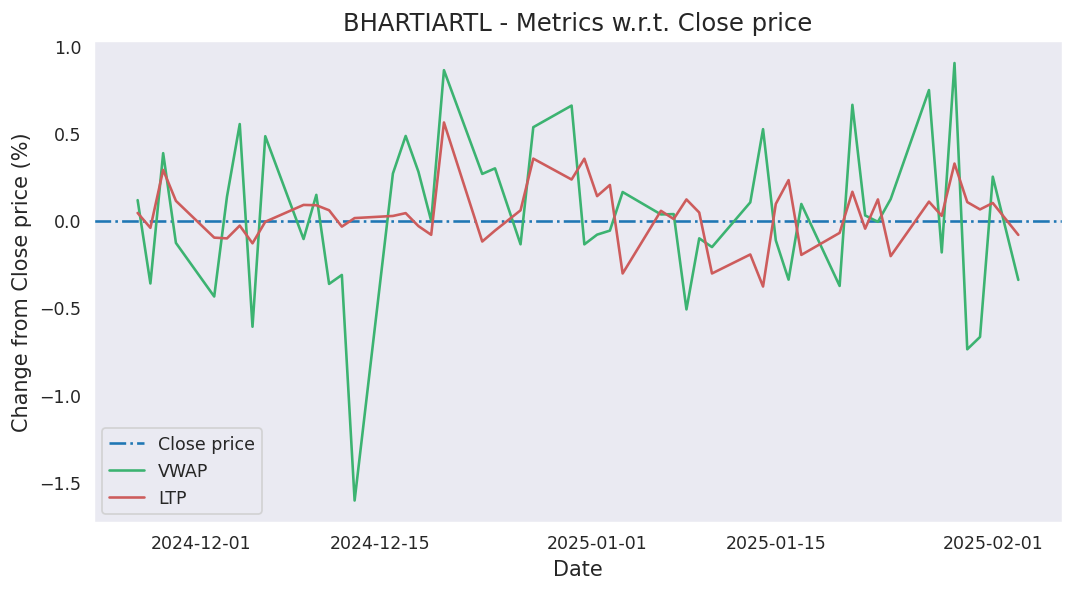 BHARTIARTL - Metrics w.r.t. Close price
Change from Close price (%)
1.0
0.5
0.0
−0.5
−1.0
−1.5
Close price
VWAP
LTP
2024-12-01
2024-12-15
2025-01-01
2025-01-15
2025-02-01
Date